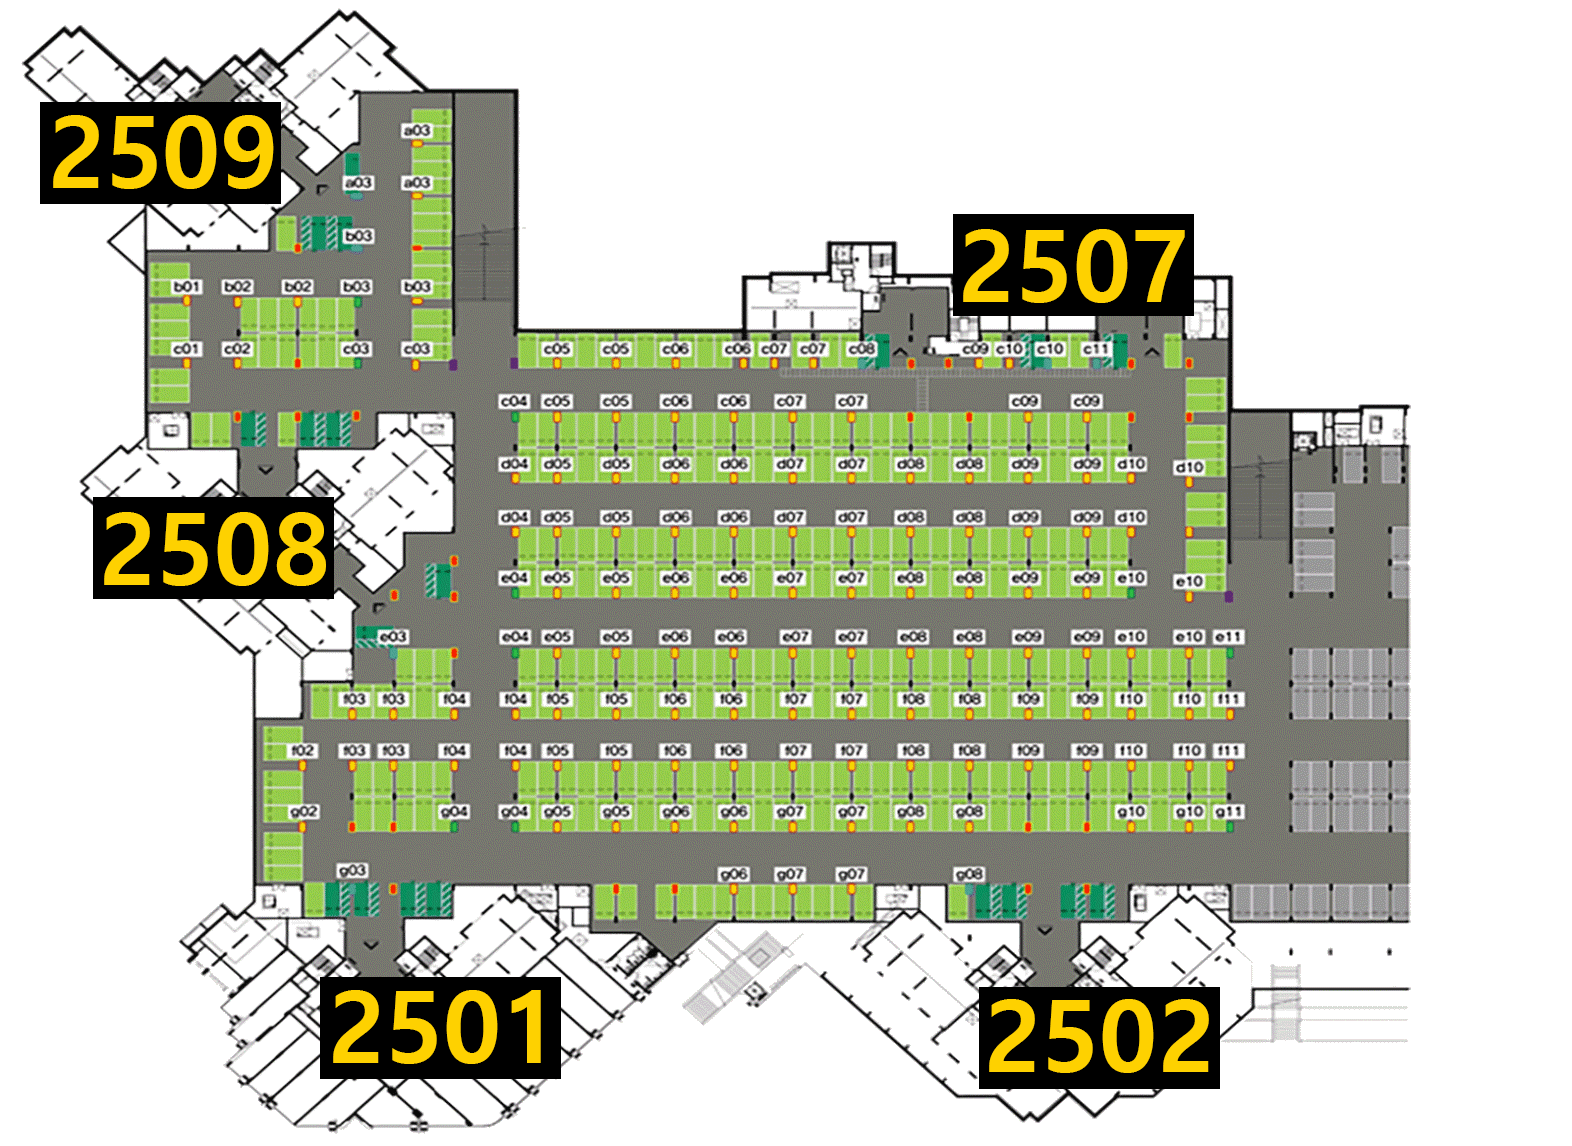 2509
a03
a03 a03
b03
b01 b02 b02 b03 b03
c01 c02 c03 c03
2507
c05 c05 c06 c06 c07 c07 c08 c09 c10 c10 c11
c04 c05 c05 c06 c06 c07 c07 c09 c09
d04 d05 d05 d06 d06 d07 d07 d08 d08 d09 d09 d10 d10
d04 d05 d05 d06 d06 d07 d07 d08 d08 d09 d09 d10
2508
e04 e05 e05 e06 e06 e07 e07 e08 e08 e09 e09 e10 e10
e03 e04 e05 e05 e06 e06 e07 e07 e08 e08 e09 e09 e10 e10 e11
f03 f03 f04 f04 f05 f05 f06 f06 f07 f07 f08 f08 f09 f09 f10 f10 f11
f02 f03 f03 f04 f04 f05 f05 f06 f06 f07 f07 f08 f08 f09 f09 f10 f10 f11
g02 g04 g04 g05 g05 g06 g06 g07 g07 g08 g08 g10 g10 g11
g03 g06 g07 g07 g08
2501
2502